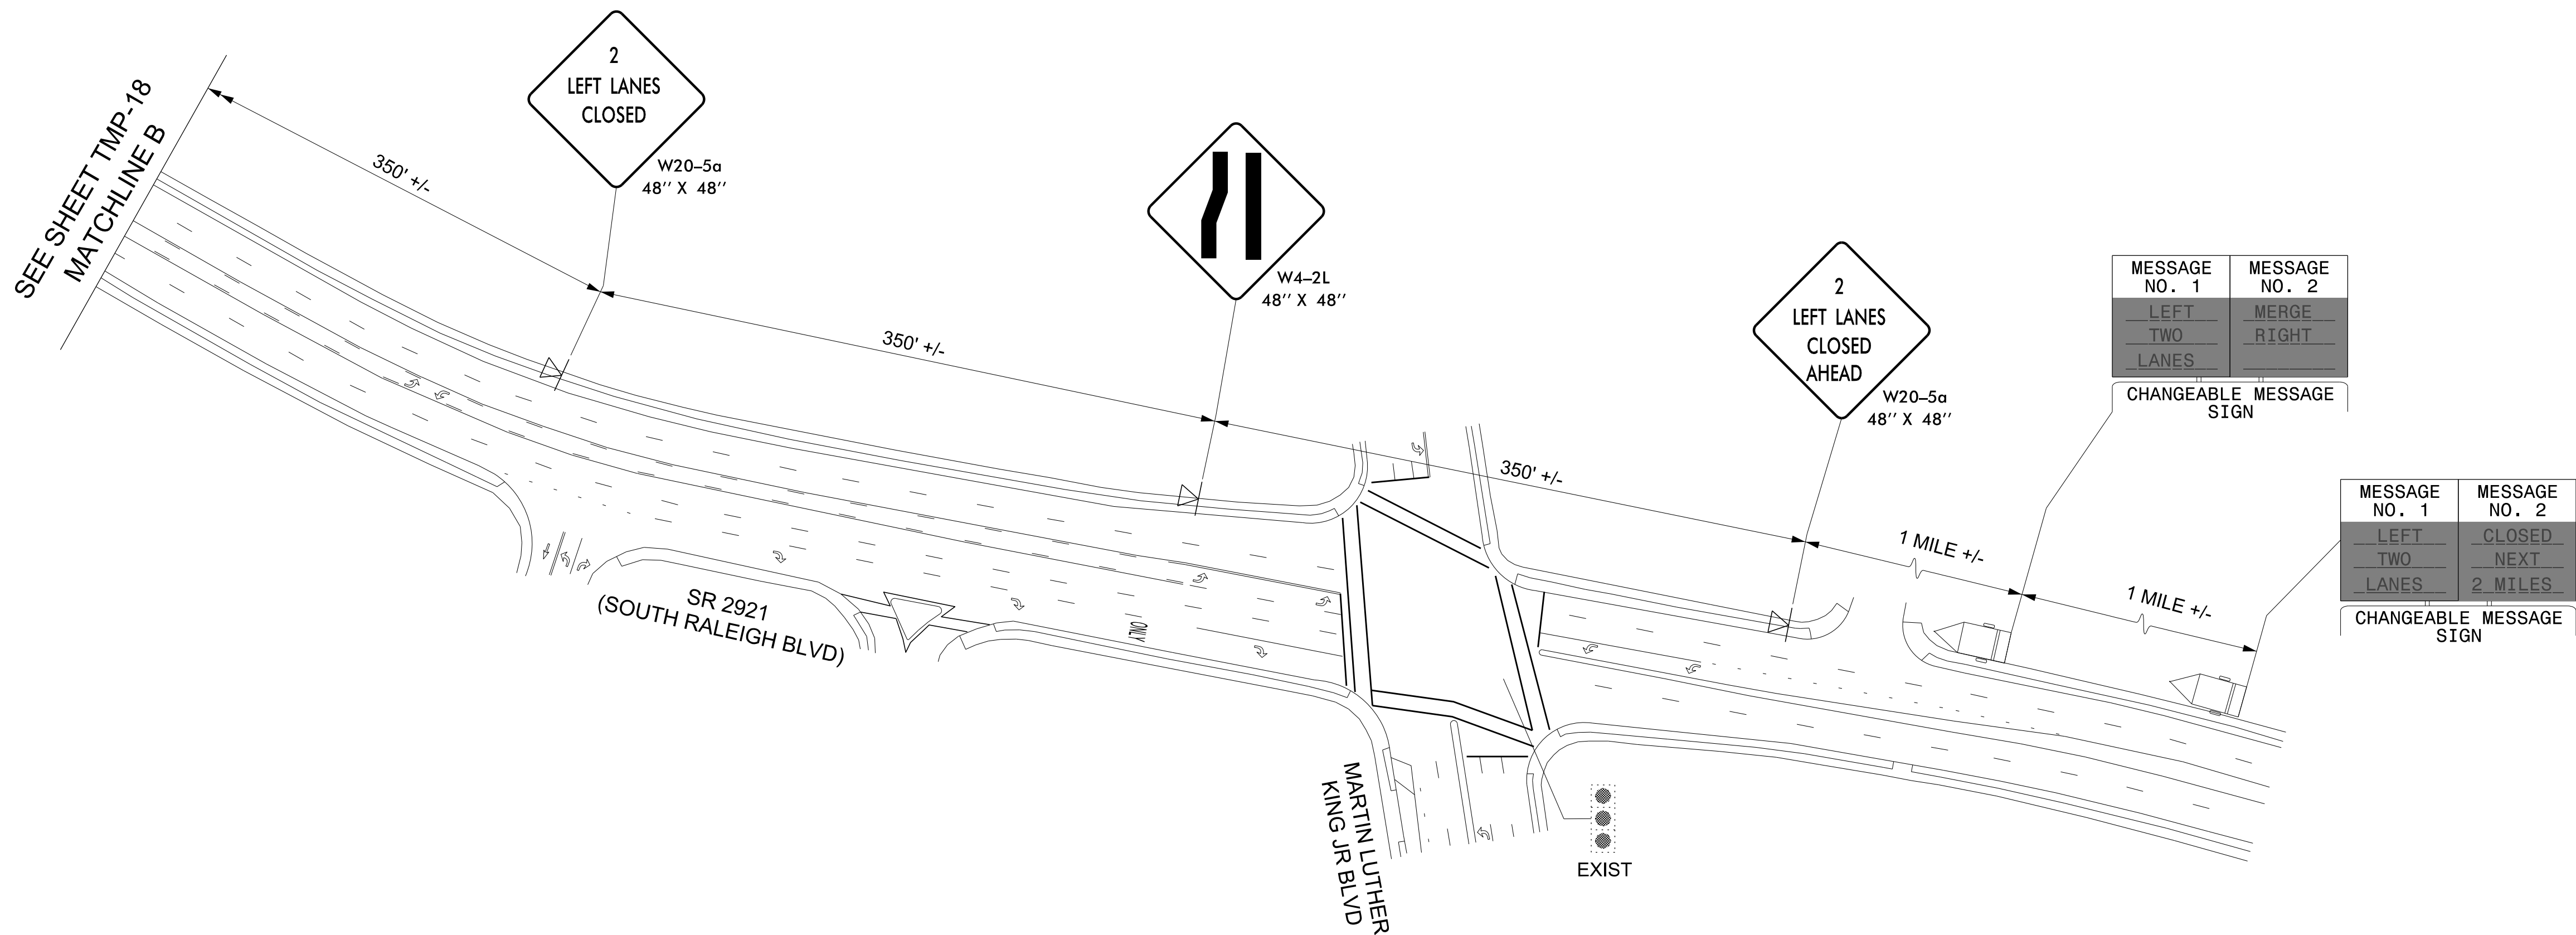 SEE SHEET TMP-18
MATCHLINE B
350' +/-
2
LEFT LANES
CLOSED
W20-5a
48'' X 48''
350' +/-
W4-2L
48'' X 48''
350' +/-
2
LEFT LANES
CLOSED
AHEAD
W20-5a
48'' X 48''
1 MILE +/-
MESSAGE
NO. 1
LEFT
TWO
LANES
MESSAGE
NO. 2
MERGE
RIGHT
CHANGEABLE MESSAGE
SIGN
1 MILE +/-
MESSAGE
NO. 1
LEFT
TWO
LANES
MESSAGE
NO. 2
CLOSED
NEXT
2 MILES
CHANGEABLE MESSAGE
SIGN
SR 2921
(SOUTH RALEIGH BLVD)
ONLY
MARTIN LUTHER
KING JR BLVD
EXIST